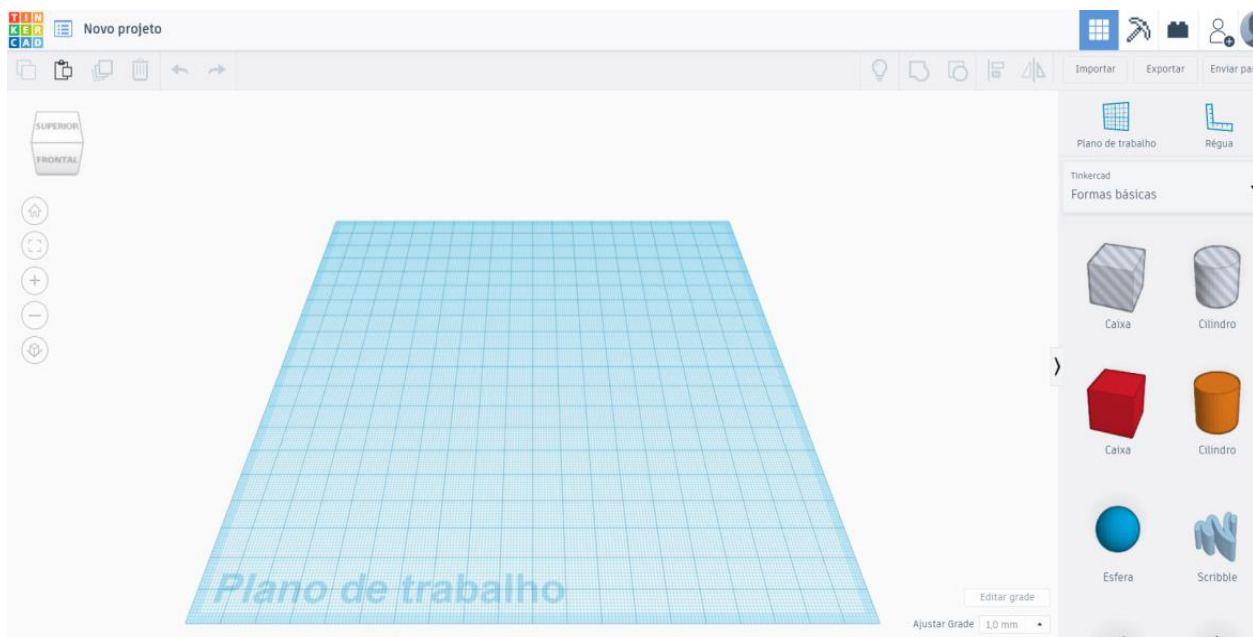 TIN
KER
CAD
Novo projeto
Importar
Exportar
Enviar pa
SUPERIOR
FRONTAL
Plano de trabalho
Régua
Tinkercad
Formas básicas
Caixa
Cilindro
Caixa
Cilindro
Esfera
Scribble
Plano de trabalho
Editar grade
Ajustar Grade
1,0 mm